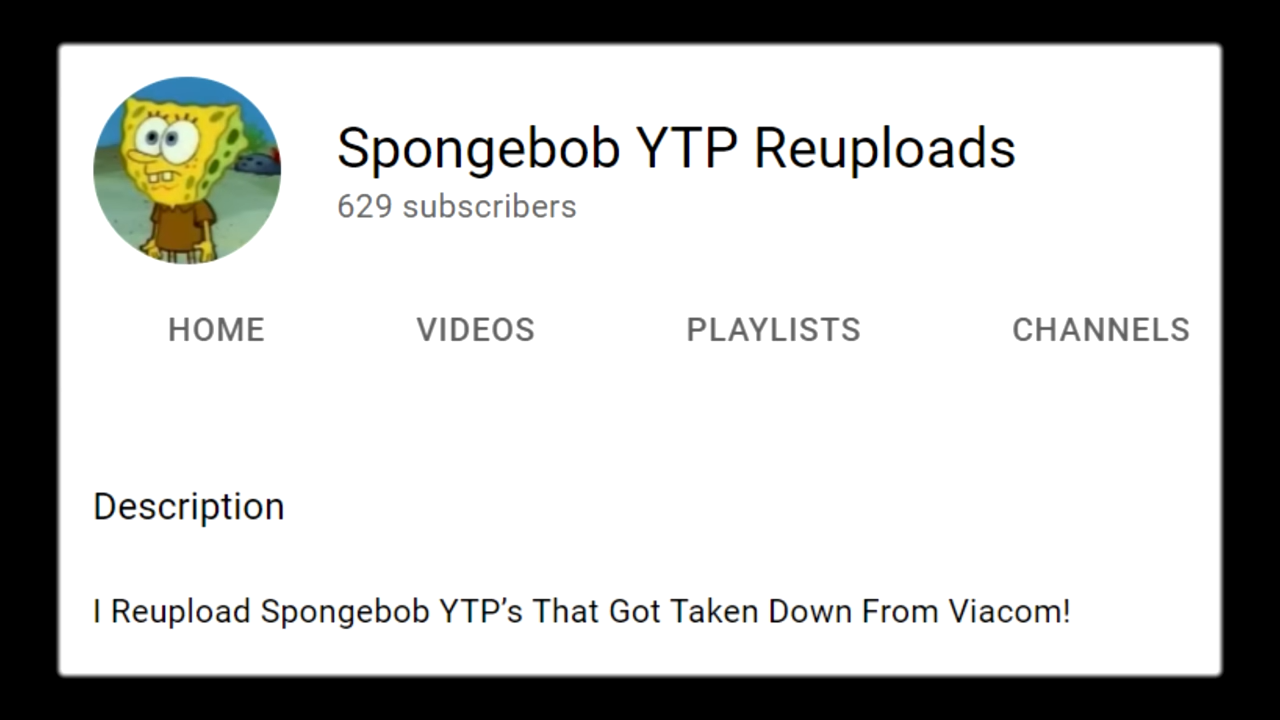 Spongebob YTP Reuploads
629 subscribers
HOME VIDEOS PLAYLISTS CHANNELS
Description
I Reupload Spongebob YTP’s That Got Taken Down From Viacom!